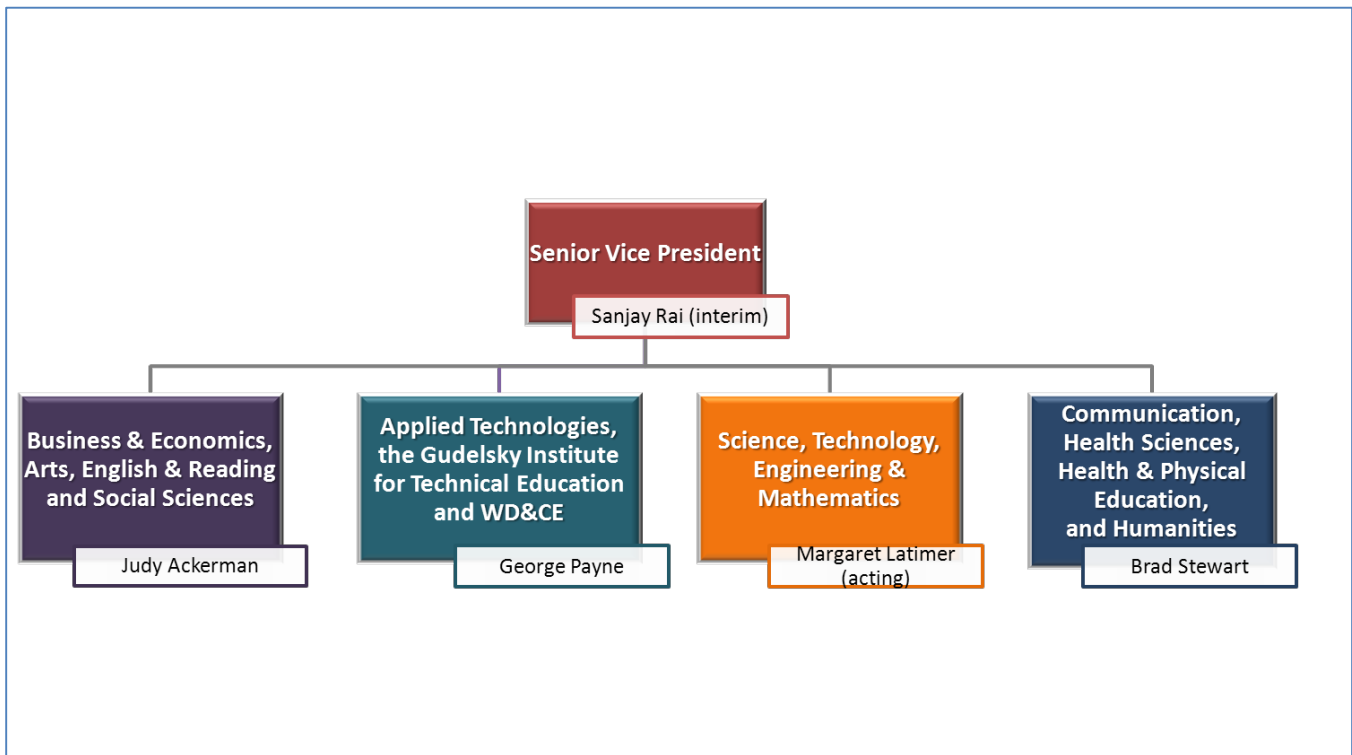 Senior Vice President
Sanjay Rai (interim)
Business & Economics,
Arts, English & Reading
and Social Sciences
Judy Ackerman
Applied Technologies,
the Gudelsky Institute
for Technical Education
and WD&CE
George Payne
Science, Technology,
Engineering &
Mathematics
Margaret Latimer
(acting)
Communication,
Health Sciences,
Health & Physical
Education,
and Humanities
Brad Stewart